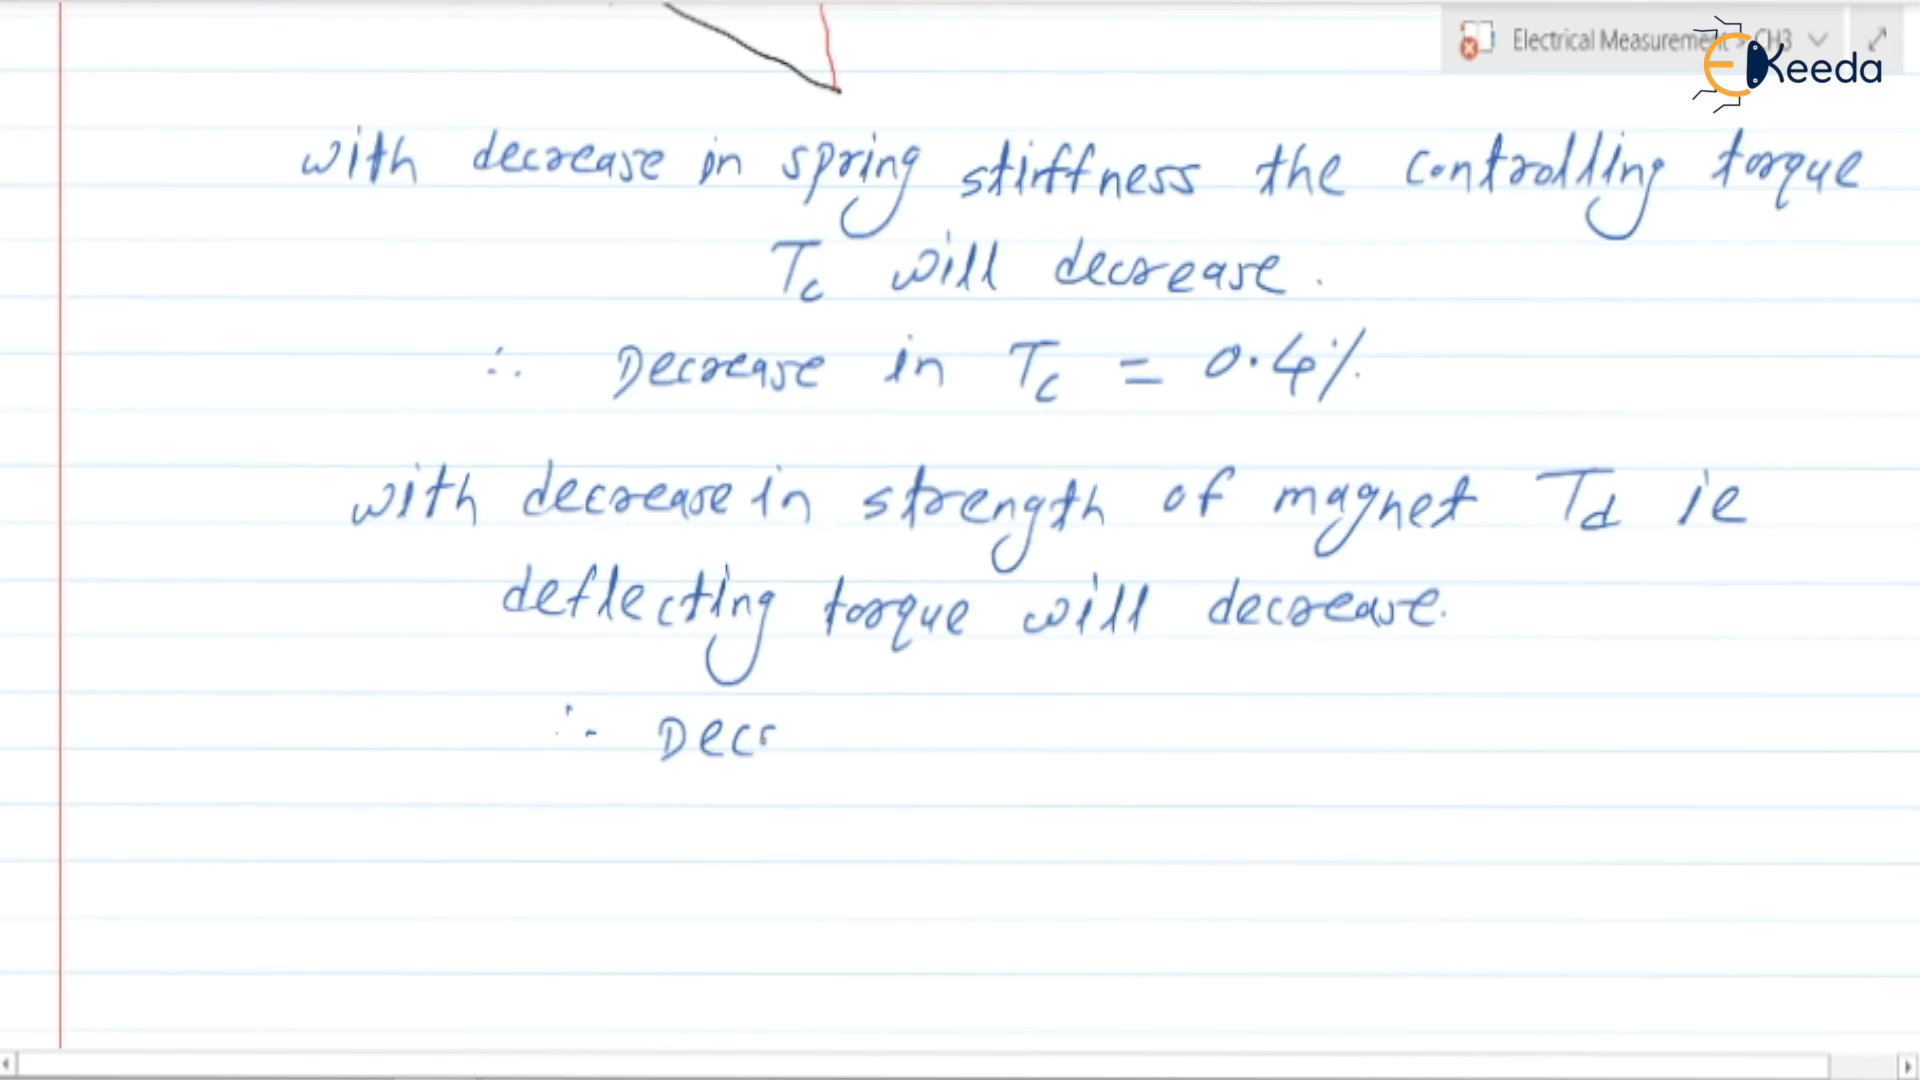 Electrical Measurement > CH3
EKeeda
with decrease in spring stiffness the controlling torque
Tc will decrease.
∴ Decrease in Tc = 0.4%
with decrease in strength of magnet Td ie
deflecting torque will decrease.
∴ Decr